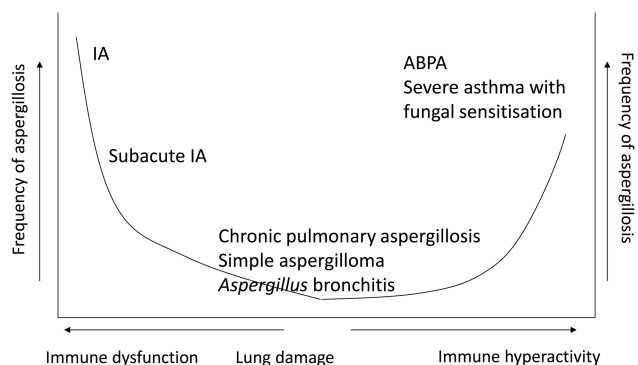 IA
Subacute IA
ABPA
Severe asthma with
fungal sensitisation
Chronic pulmonary aspergillosis
Simple aspergilloma
Aspergillus bronchitis
Frequency of aspergillosis
Frequency of aspergillosis
Immune dysfunction
Lung damage
Immune hyperactivity